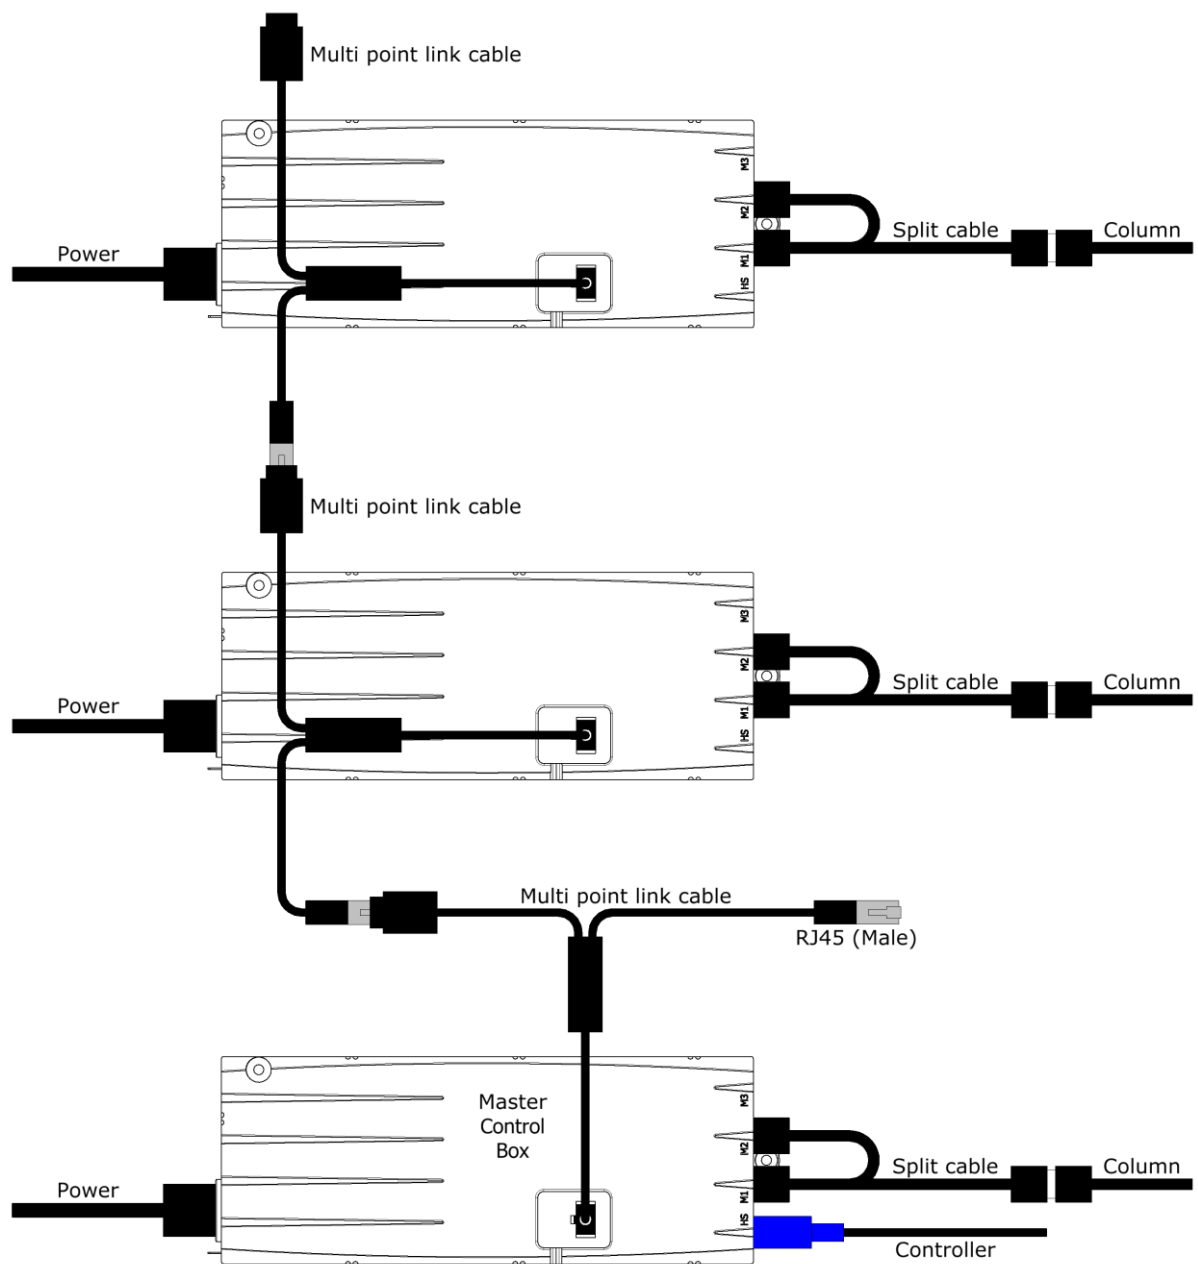 Multi point link cable
M3
M2
M1
HS
Power
Split cable
Column
Multi point link cable
M3
M2
M1
HS
Power
Split cable
Column
Multi point link cable
RJ45 (Male)
Master
Control
Box
M3
M2
M1
HS
Power
Split cable
Column
Controller